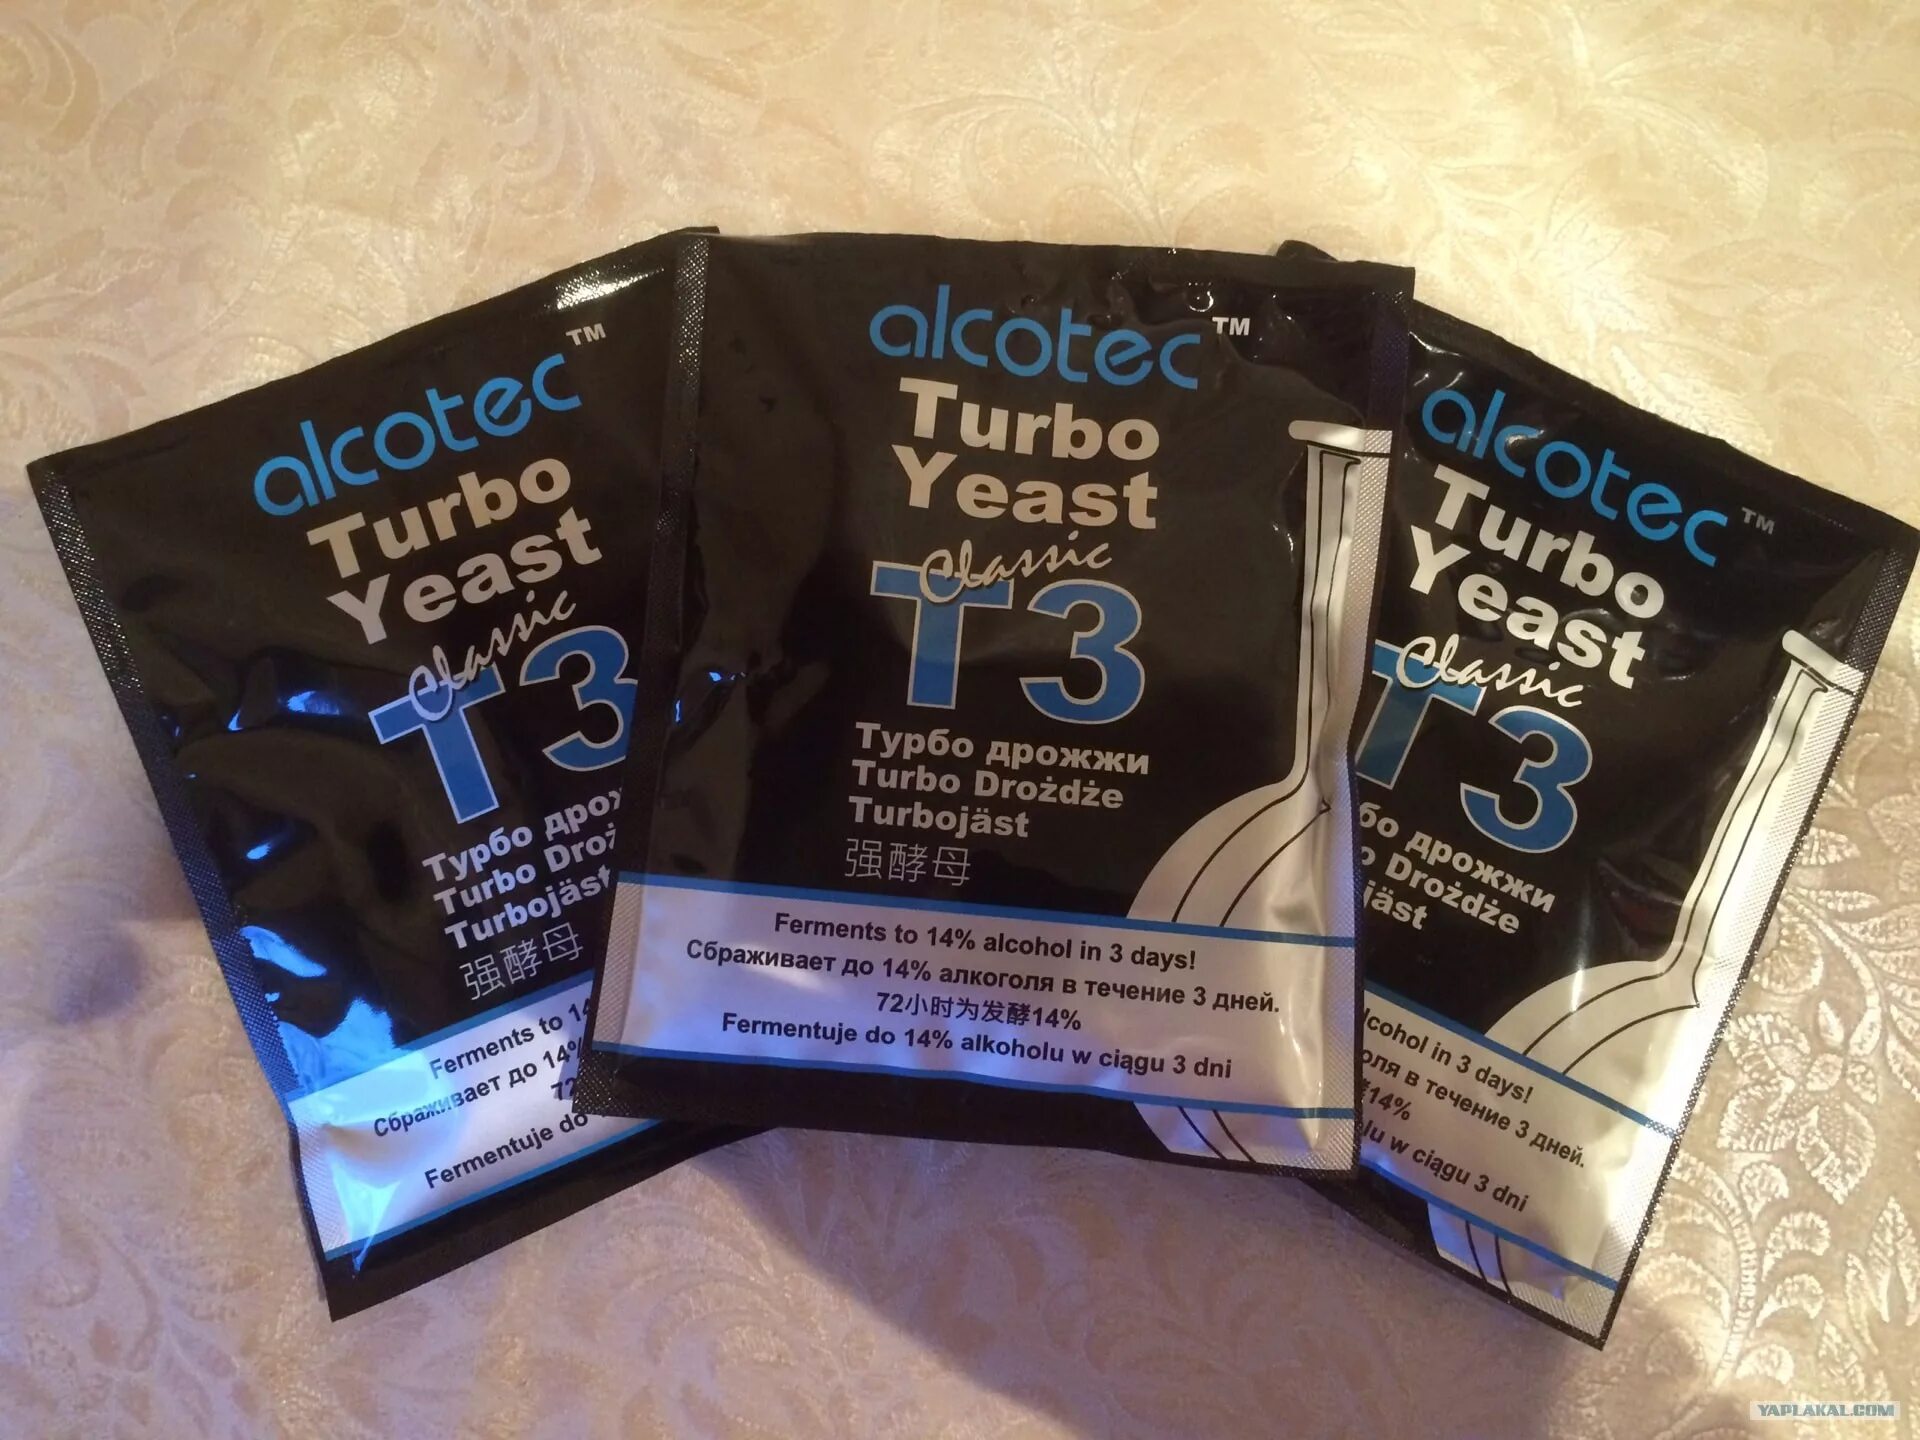 alcotec™
Turbo
Yeast
Classic
T3
Турбо дрож
Turbo Droż
Turbojäst
强酵母
Ferments to 14
Сбраживает до 14%
72
Fermentuje do
alcotec™
Turbo
Yeast
Classic
T3
Турбо дрожжи
Turbo Drożdże
Turbojäst
强酵母
Ferments to 14% alcohol in 3 days!
Сбраживает до 14% алкоголя в течение 3 дней.
72小时为发酵14%
Fermentuje do 14% alkoholu w ciągu 3 dni
alcotec™
Turbo
Yeast
Classic
T3
бо дрожжи
o Drożdże
jäst
lcohol in 3 days!
оля в течение 3 дней.
14%
lu w ciągu 3 dni
YAPLAKAL.COM